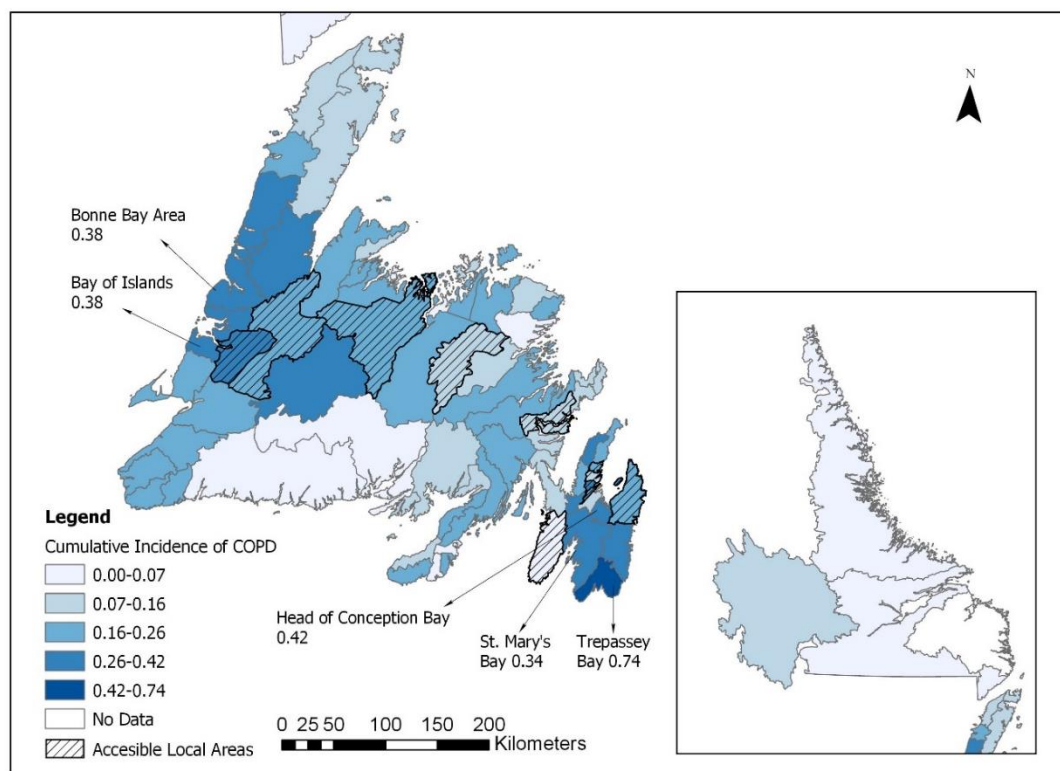 N
Bonne Bay Area
0.38
Bay of Islands
0.38
Legend
Cumulative Incidence of COPD
0.00-0.07
0.07-0.16
0.16-0.26
0.26-0.42
0.42-0.74
No Data
Accesible Local Areas
Head of Conception Bay
0.42
St. Mary's
Bay 0.34
Trepassey
Bay 0.74
0 25 50 100 150 200
Kilometers